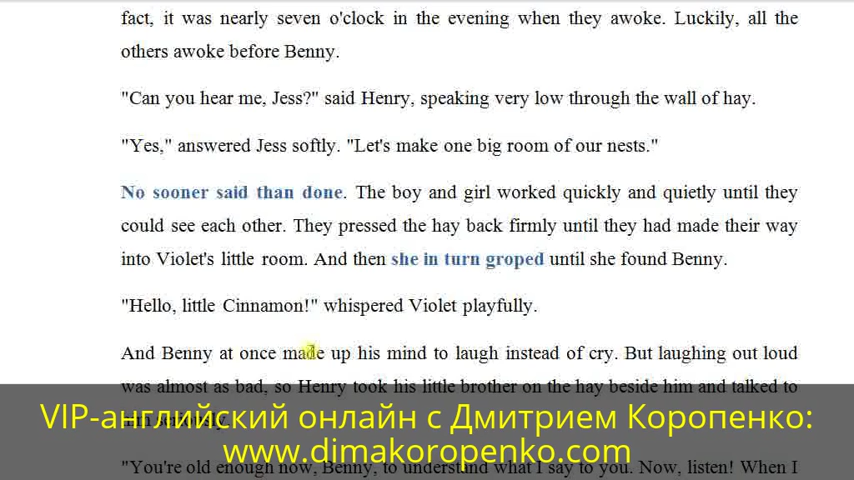 fact, it was nearly seven o'clock in the evening when they awoke. Luckily, all the
others awoke before Benny.
"Can you hear me, Jess?" said Henry, speaking very low through the wall of hay.
"Yes," answered Jess softly. "Let's make one big room of our nests."
No sooner said than done. The boy and girl worked quickly and quietly until they
could see each other. They pressed the hay back firmly until they had made their way
into Violet's little room. And then she in turn groped until she found Benny.
"Hello, little Cinnamon!" whispered Violet playfully.
And Benny at once made up his mind to laugh instead of cry. But laughing out loud
was almost as bad, so Henry took his little brother on the hay beside him and talked to
him seriously.
VIP-английский онлайн с Дмитрием Коропенко:
www.dimakoropenko.com
"You're old enough now, Benny, to understand what I say to you. Now, listen! When I